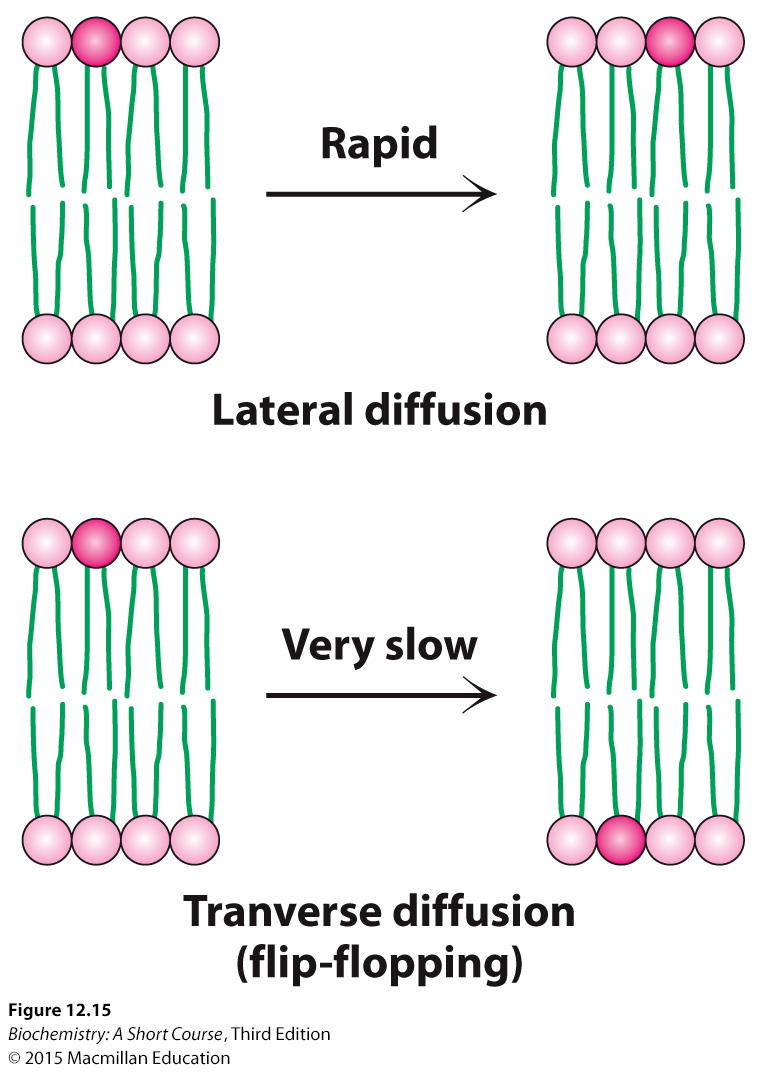 Rapid
Lateral diffusion
Very slow
Tranverse diffusion
(flip-flopping)
Figure 12.15
Biochemistry: A Short Course, Third Edition
© 2015 Macmillan Education